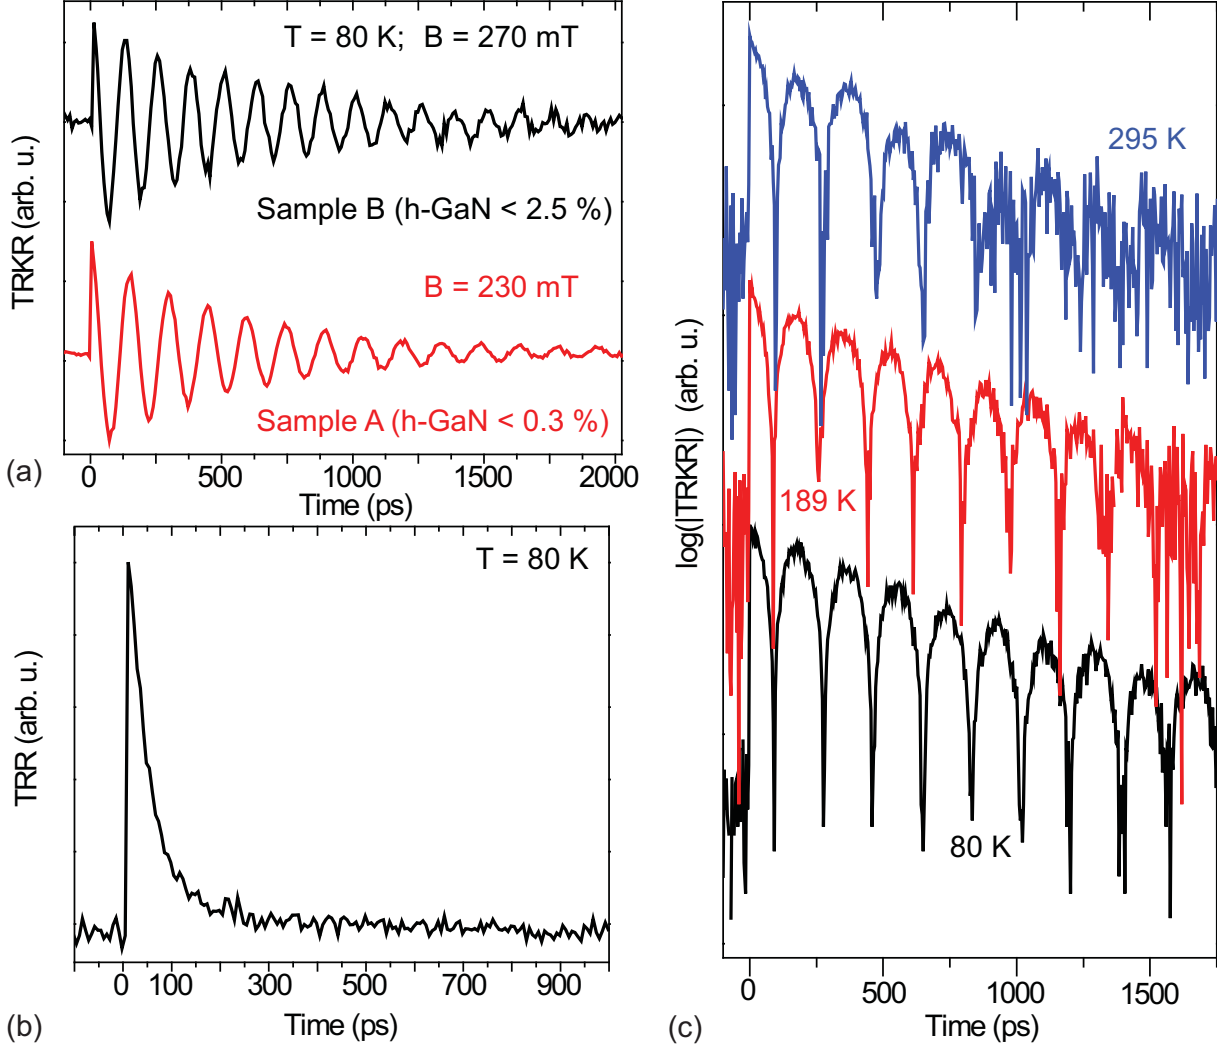 T = 80 K; B = 270 mT
Sample B (h-GaN < 2.5 %)
B = 230 mT
Sample A (h-GaN < 0.3 %)
TRKR (arb. u.)
0 500 1000 1500 2000
Time (ps)
(a)
T = 80 K
TRR (arb. u.)
0 100 300 500 700 900
Time (ps)
(b)
295 K
189 K
80 K
log(|TRKR|) (arb. u.)
0 500 1000 1500
Time (ps)
(c)